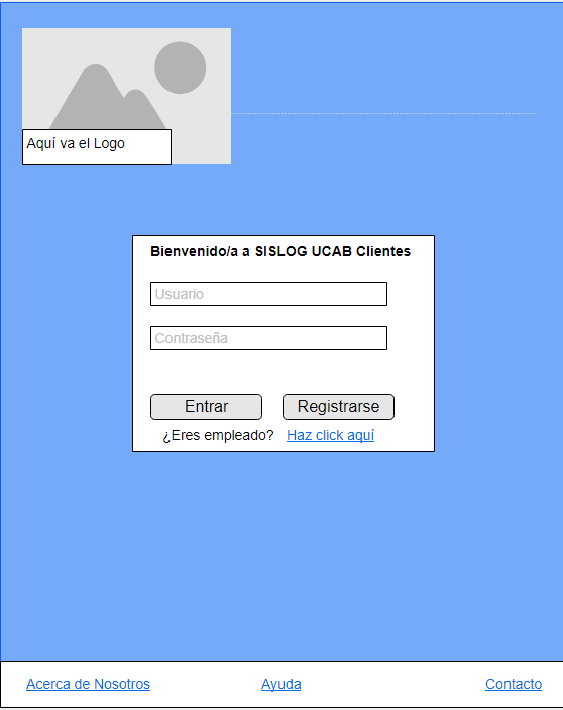 Aquí va el Logo
Bienvenido/a a SISLOG UCAB Clientes
Usuario
Contraseña
Entrar Registrarse
¿Eres empleado? Haz click aquí
Acerca de Nosotros Ayuda Contacto